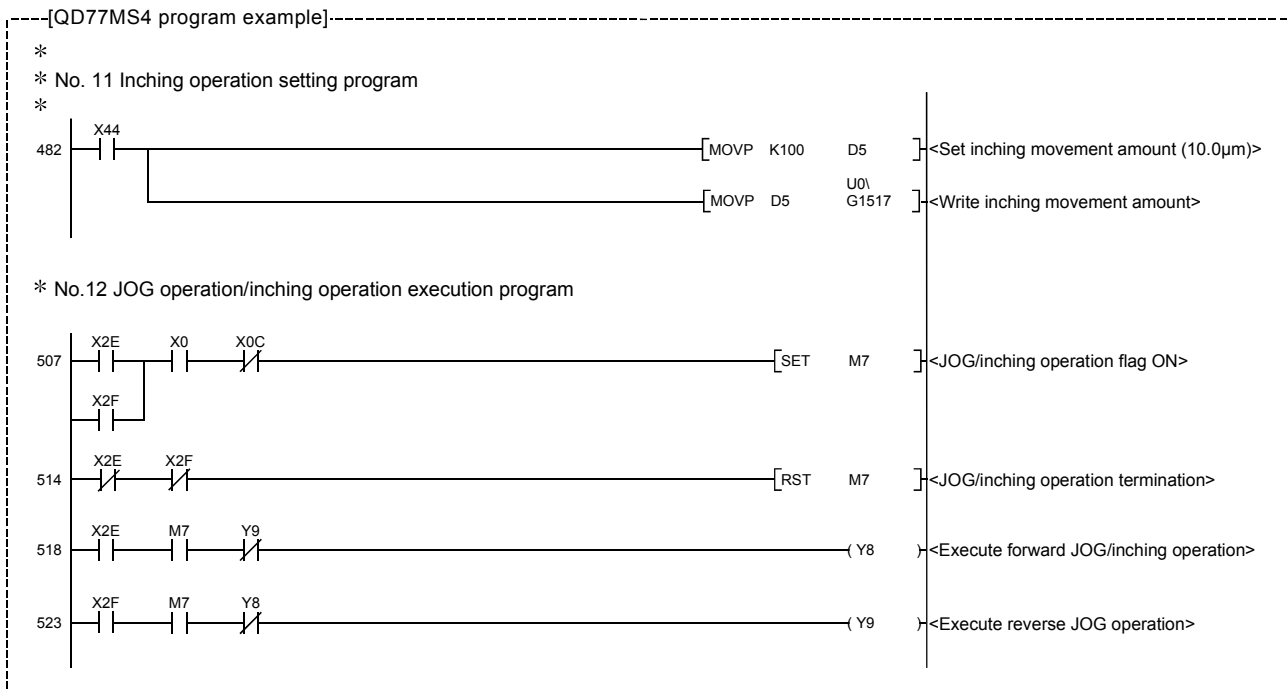 [QD77MS4 program example]
*
* No. 11 Inching operation setting program
*
X44
482 MOVP K100 D5 <Set inching movement amount (10.0µm)>
U0\
MOVP D5 G1517 <Write inching movement amount>
* No.12 JOG operation/inching operation execution program
X2E X0 X0C
507 SET M7 <JOG/inching operation flag ON>
X2F
X2E X2F
514 RST M7 <JOG/inching operation termination>
X2E M7 Y9
518 ( Y8 ) <Execute forward JOG/inching operation>
X2F M7 Y8
523 ( Y9 ) <Execute reverse JOG operation>